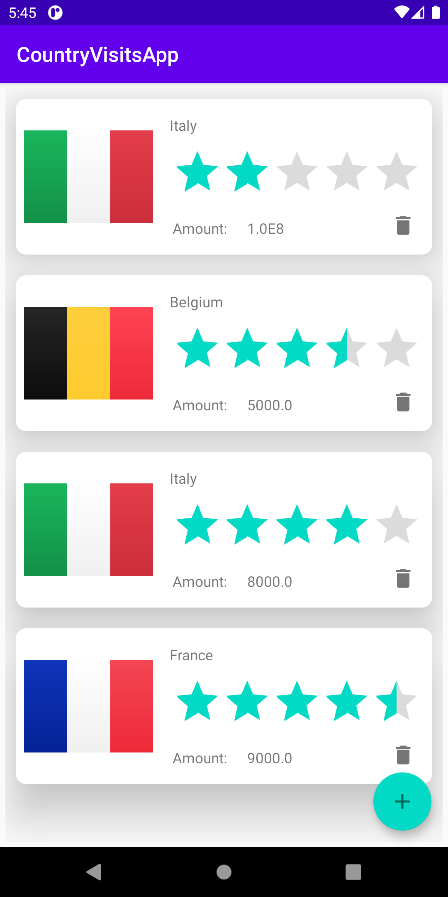 5:45
CountryVisitsApp
Italy
Amount: 1.0E8
Belgium
Amount: 5000.0
Italy
Amount: 8000.0
France
Amount: 9000.0
+